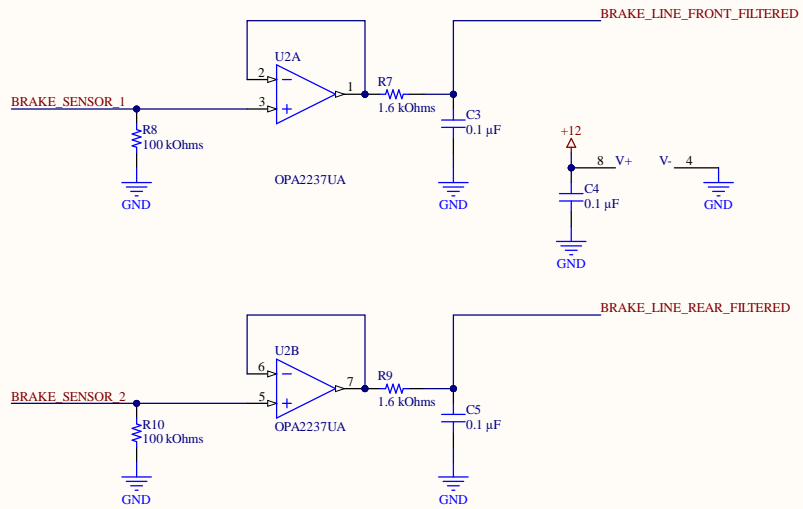 BRAKE_LINE_FRONT_FILTERED
U2A
2
1
R7
1.6 kOhms
BRAKE_SENSOR_1
3
C3
0.1 µF
R8
100 kOhms
+12
8
V+
V-
4
OPA2237UA
C4
0.1 µF
GND
GND
GND
GND
BRAKE_LINE_REAR_FILTERED
U2B
6
7
R9
1.6 kOhms
BRAKE_SENSOR_2
5
C5
0.1 µF
R10
100 kOhms
OPA2237UA
GND
GND